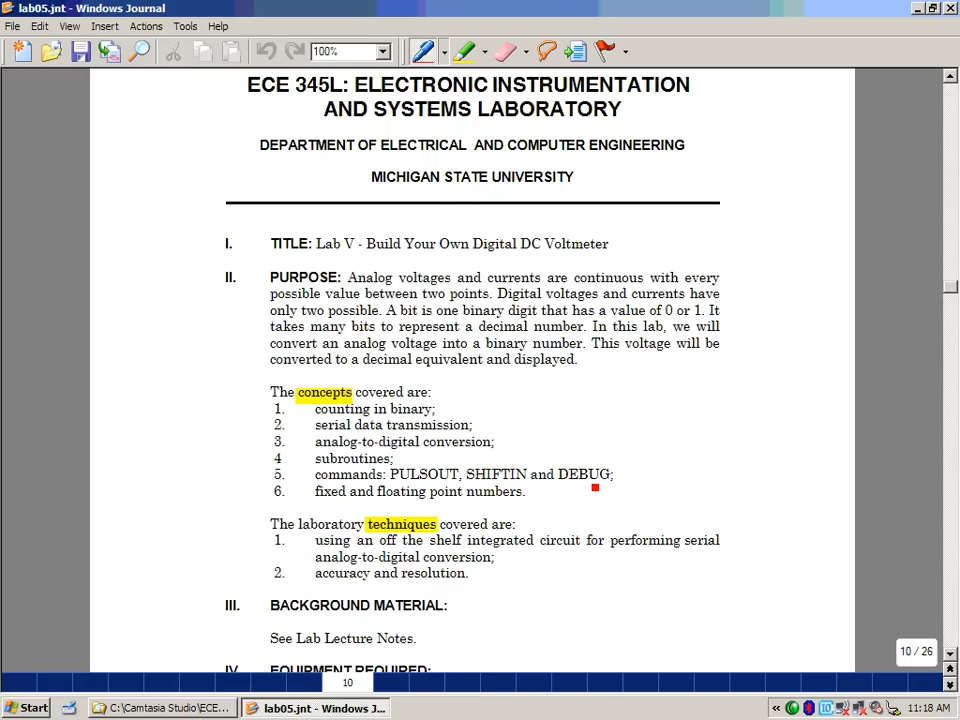 lab05.jnt - Windows Journal
File Edit View Insert Actions Tools Help
100%
ECE 345L: ELECTRONIC INSTRUMENTATION
AND SYSTEMS LABORATORY
DEPARTMENT OF ELECTRICAL AND COMPUTER ENGINEERING
MICHIGAN STATE UNIVERSITY
I. TITLE: Lab V - Build Your Own Digital DC Voltmeter
II. PURPOSE: Analog voltages and currents are continuous with every
possible value between two points. Digital voltages and currents have
only two possible. A bit is one binary digit that has a value of 0 or 1. It
takes many bits to represent a decimal number. In this lab, we will
convert an analog voltage into a binary number. This voltage will be
converted to a decimal equivalent and displayed.
The concepts covered are:
1. counting in binary;
2. serial data transmission;
3. analog-to-digital conversion;
4 subroutines;
5. commands: PULSOUT, SHIFTIN and DEBUG;
6. fixed and floating point numbers.
The laboratory techniques covered are:
1. using an off the shelf integrated circuit for performing serial
analog-to-digital conversion;
2. accuracy and resolution.
III. BACKGROUND MATERIAL:
See Lab Lecture Notes.
IV. EQUIPMENT REQUIRED:
10 / 26
10
Start
C:\Camtasia Studio\ECE...
lab05.jnt - Windows J...
11:18 AM